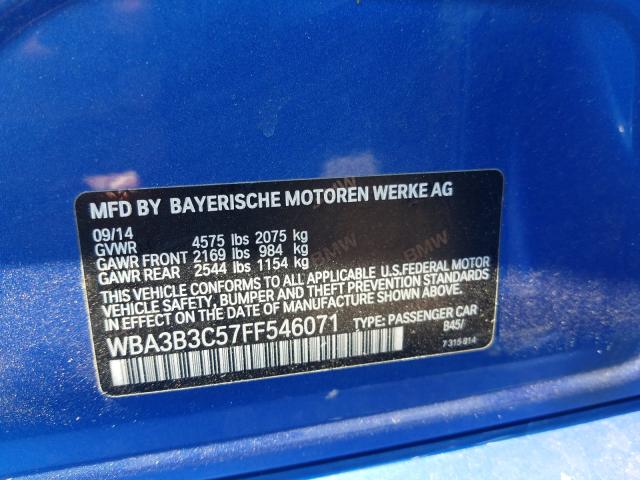 MFD BY BAYERISCHE MOTOREN WERKE AG
09/14
GVWR 4575 lbs 2075 kg
GAWR FRONT 2169 lbs 984 kg
GAWR REAR 2544 lbs 1154 kg
THIS VEHICLE CONFORMS TO ALL APPLICABLE U.S.FEDERAL MOTOR
VEHICLE SAFETY, BUMPER AND THEFT PREVENTION STANDARDS
IN EFFECT ON THE DATE OF MANUFACTURE SHOWN ABOVE.
WBA3B3C57FF546071 TYPE: PASSENGER CAR
B45/
7 315 814
BMW
BMW
BMW